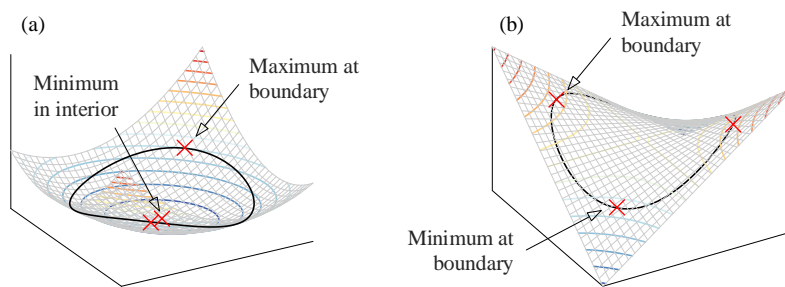 (a)
Minimum
in interior
Maximum at
boundary
(b)
Maximum at
boundary
Minimum at
boundary